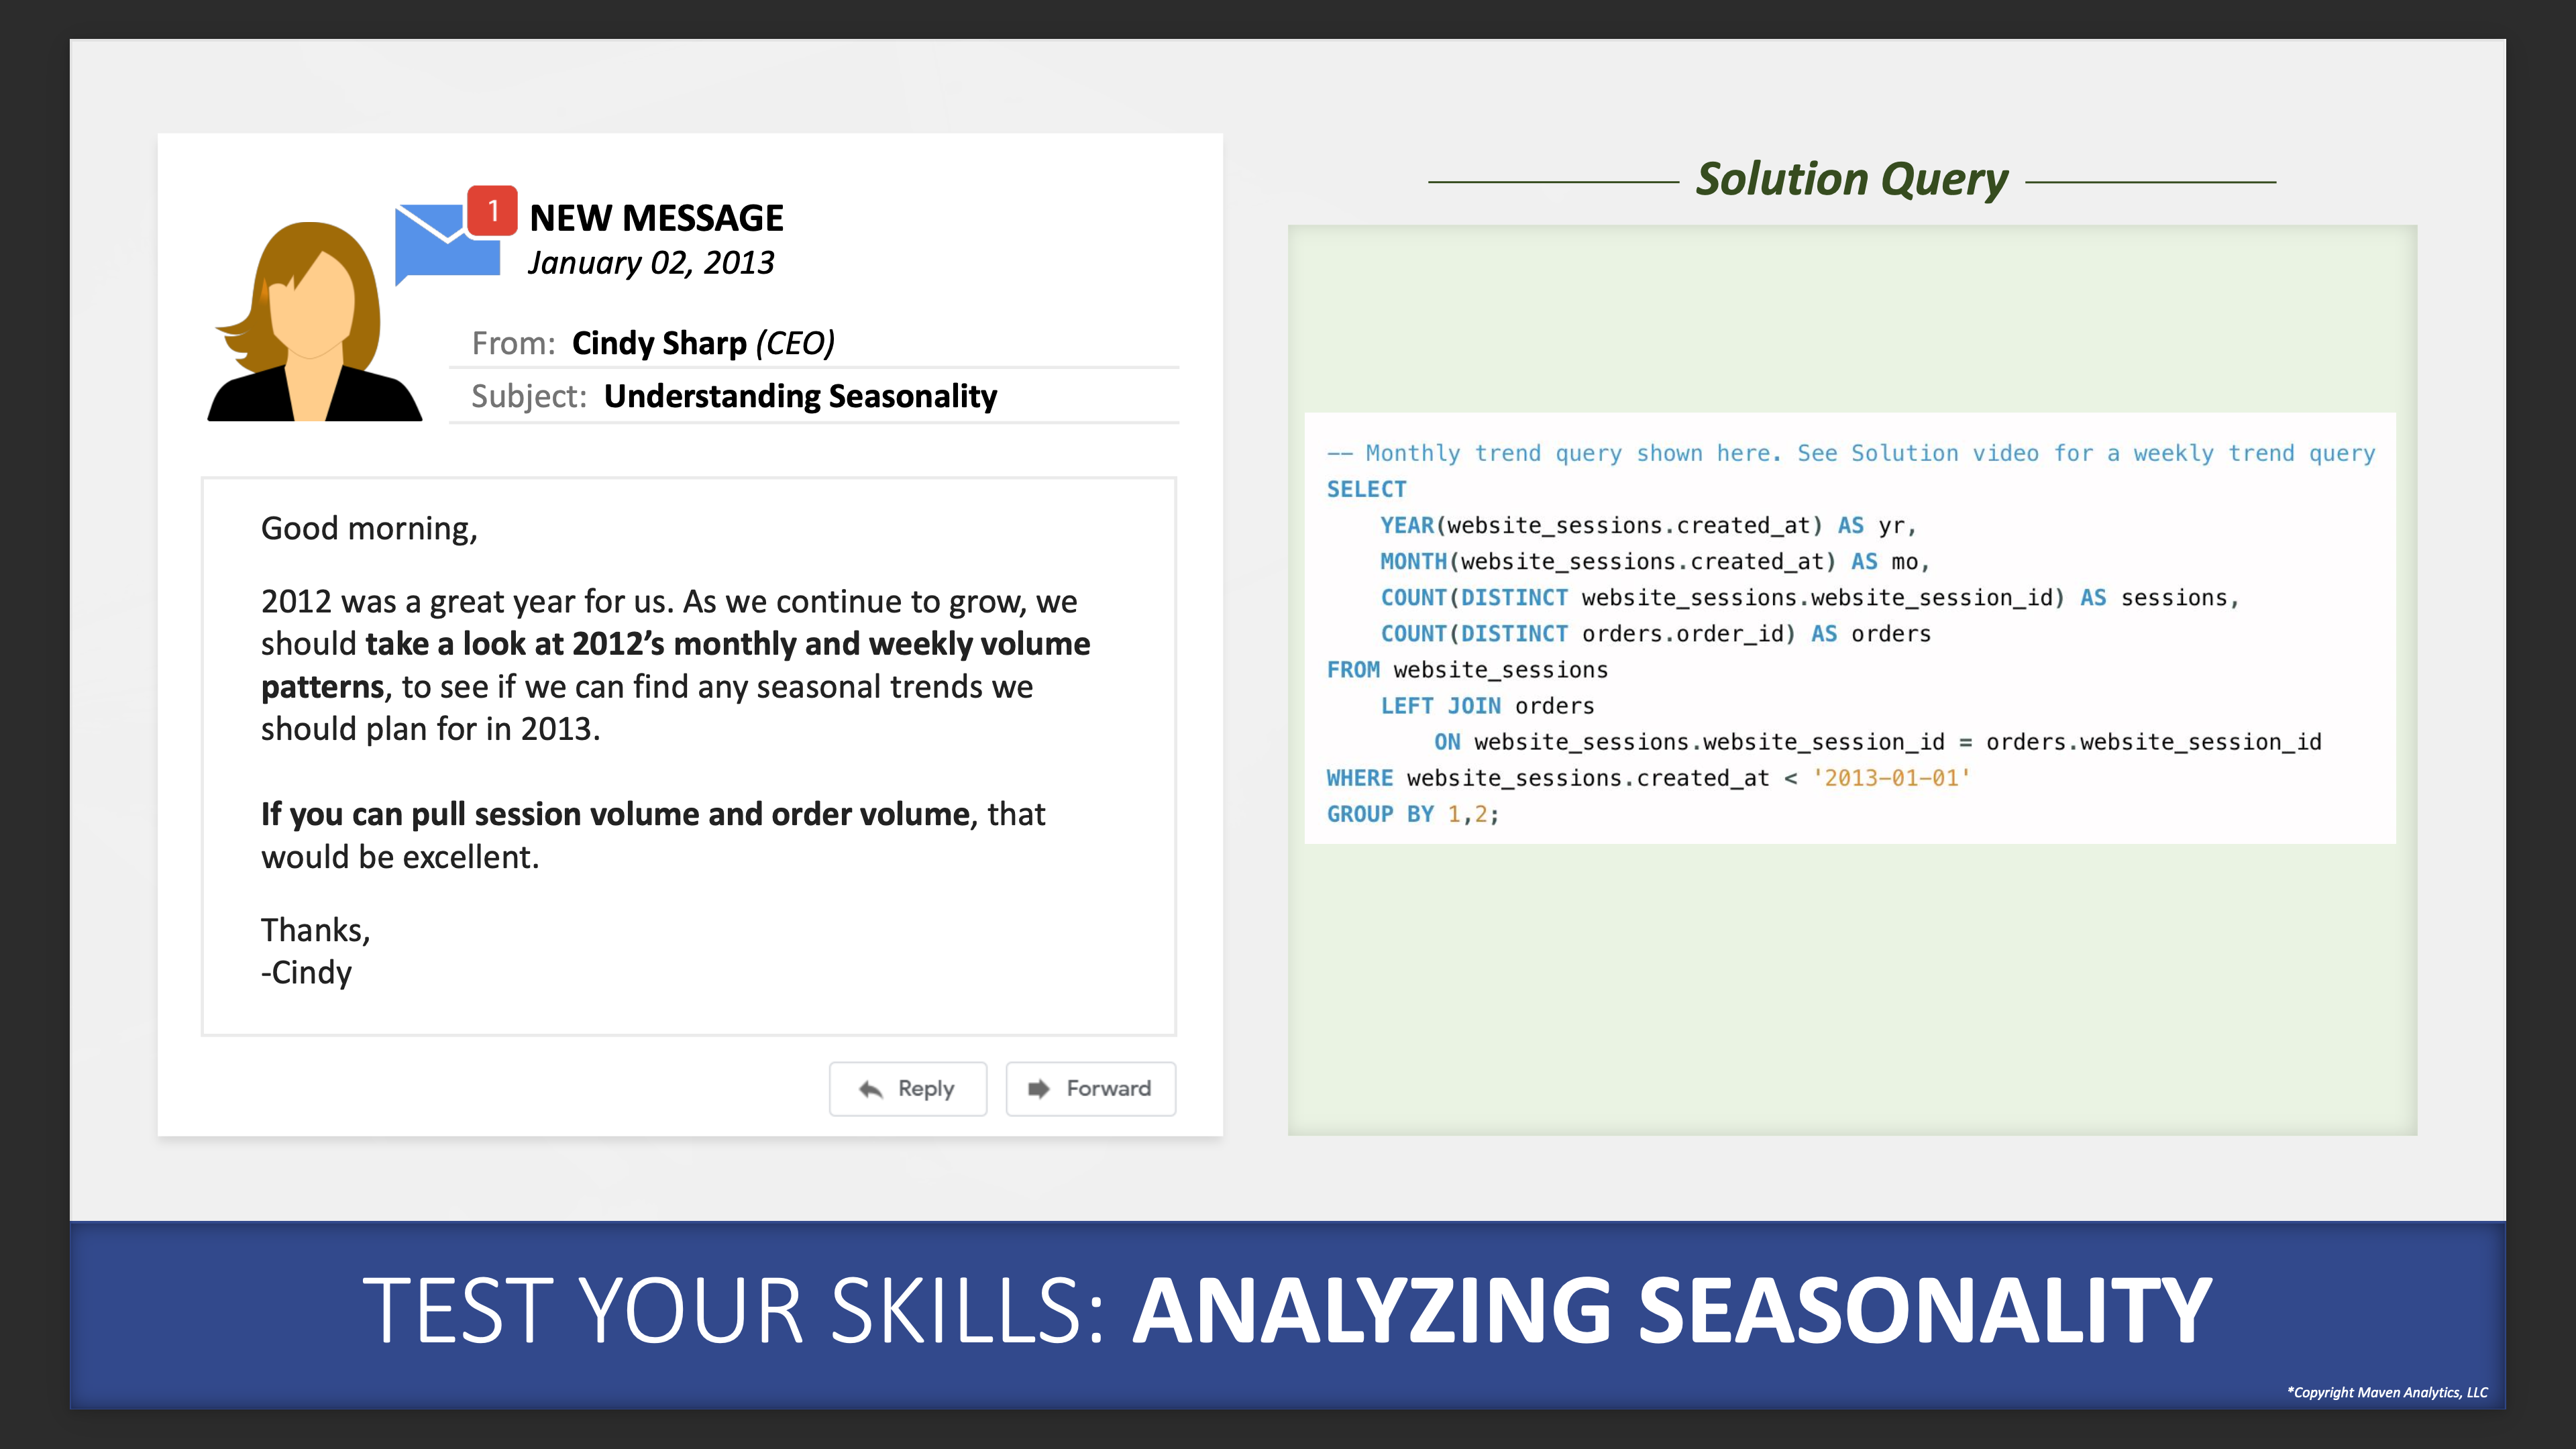 1
NEW MESSAGE
January 02, 2013
From: Cindy Sharp (CEO)
Subject: Understanding Seasonality
Good morning,
2012 was a great year for us. As we continue to grow, we
should take a look at 2012’s monthly and weekly volume
patterns, to see if we can find any seasonal trends we
should plan for in 2013.
If you can pull session volume and order volume, that
would be excellent.
Thanks,
-Cindy
Reply
Forward
Solution Query
-- Monthly trend query shown here. See Solution video for a weekly trend query
SELECT
    YEAR(website_sessions.created_at) AS yr,
    MONTH(website_sessions.created_at) AS mo,
    COUNT(DISTINCT website_sessions.website_session_id) AS sessions,
    COUNT(DISTINCT orders.order_id) AS orders
FROM website_sessions
    LEFT JOIN orders
        ON website_sessions.website_session_id = orders.website_session_id
WHERE website_sessions.created_at < '2013-01-01'
GROUP BY 1,2;
TEST YOUR SKILLS: ANALYZING SEASONALITY
*Copyright Maven Analytics, LLC